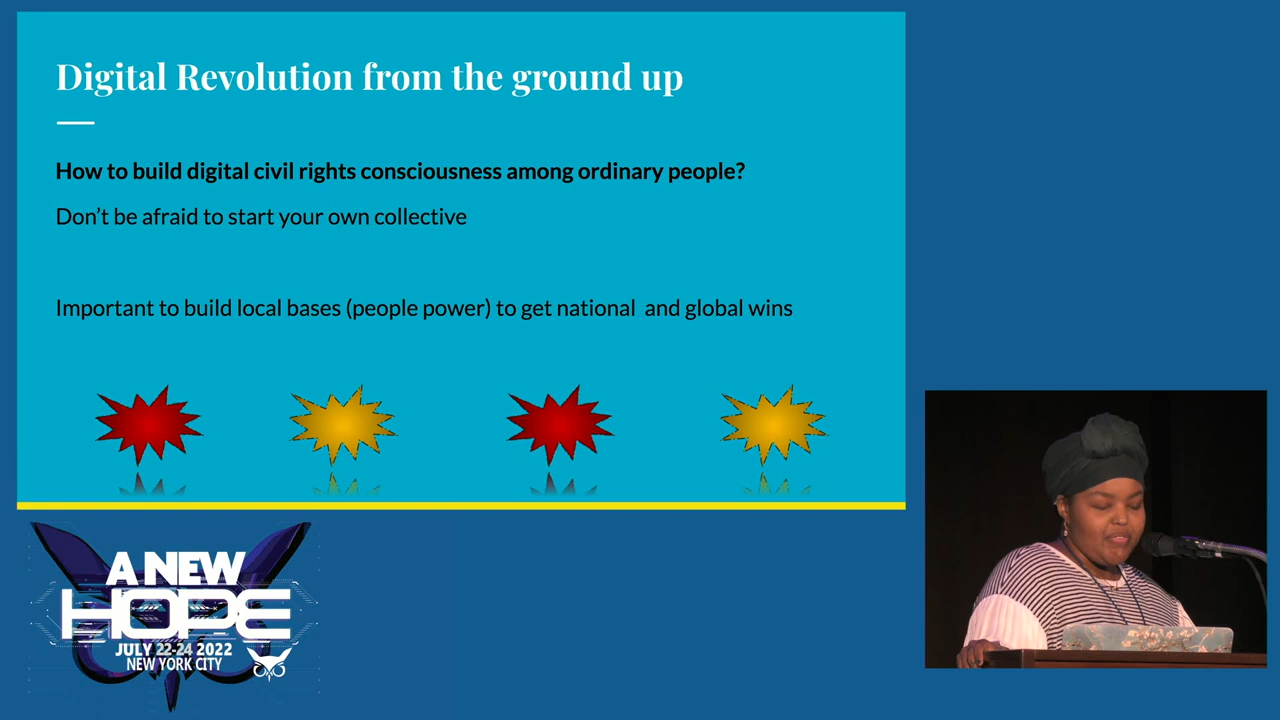 Digital Revolution from the ground up
How to build digital civil rights consciousness among ordinary people?
Don't be afraid to start your own collective
Important to build local bases (people power) to get national  and global wins
A NEW
HOPE
JULY 22-24 2022
NEW YORK CITY